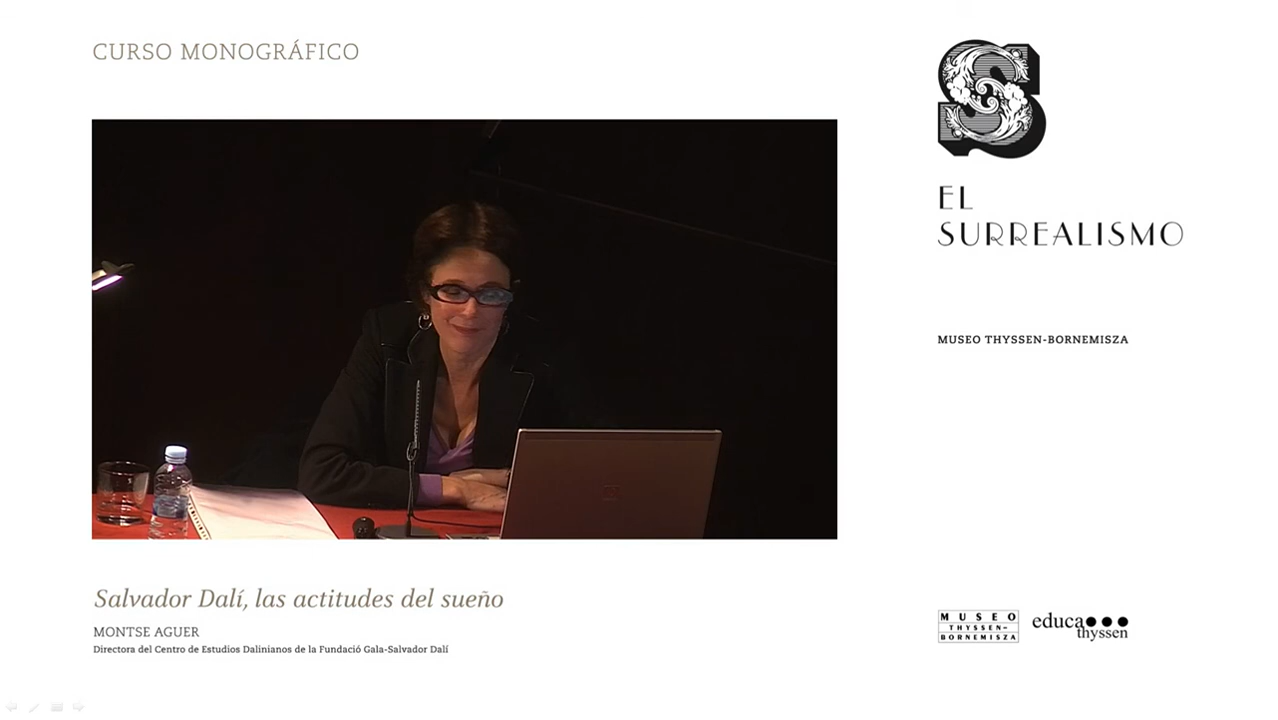 CURSO MONOGRÁFICO
S
EL
SURREALISMO
MUSEO THYSSEN-BORNEMISZA
Salvador Dalí, las actitudes del sueño
MONTSE AGUER
Directora del Centro de Estudios Dalinianos de la Fundació Gala-Salvador Dalí
MUSEO
THYSSEN-
BORNEMISZA
educa
thyssen